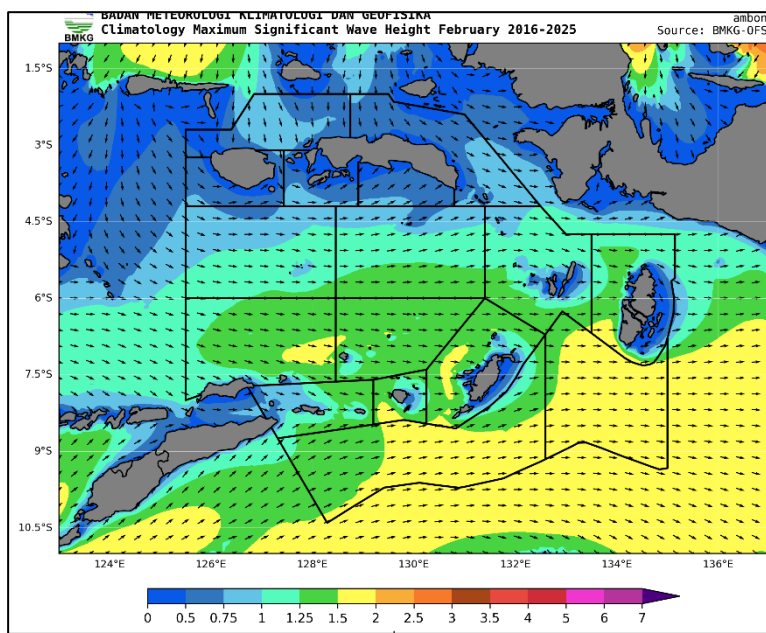 BADAN METEOROLOGI KLIMATOLOGI DAN GEOFISIKA
ambon
Climatology Maximum Significant Wave Height February 2016-2025
Source: BMKG-OFS
BMKG
1.5°S
3°S
4.5°S
6°S
7.5°S
9°S
10.5°S
124°E 126°E 128°E 130°E 132°E 134°E 136°E
0 0.5 0.75 1 1.25 1.5 2 2.5 3 3.5 4 5 6 7